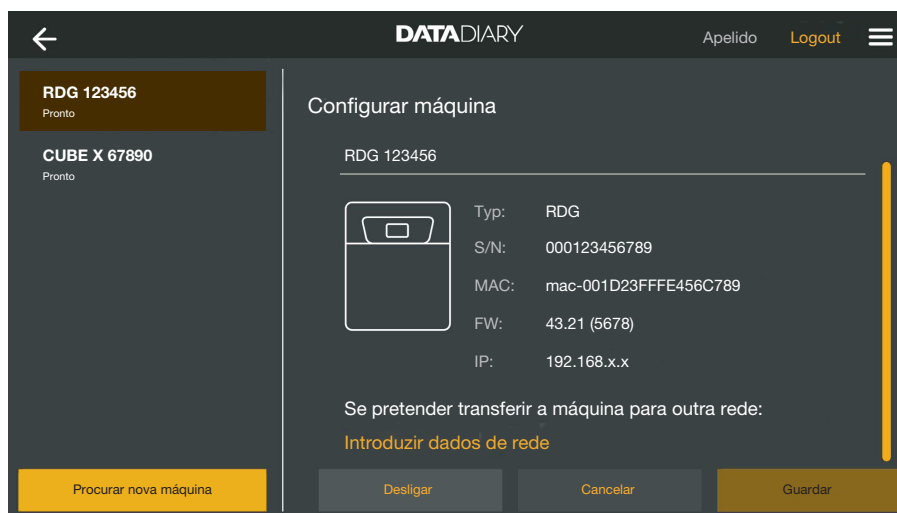 DATADIARY
Apelido Logout
RDG 123456
Pronto
CUBE X 67890
Pronto
Procurar nova máquina
Configurar máquina
RDG 123456
Typ: RDG
S/N: 000123456789
MAC: mac-001D23FFFE456C789
FW: 43.21 (5678)
IP: 192.168.x.x
Se pretender transferir a máquina para outra rede:
Introduzir dados de rede
Desligar Cancelar Guardar